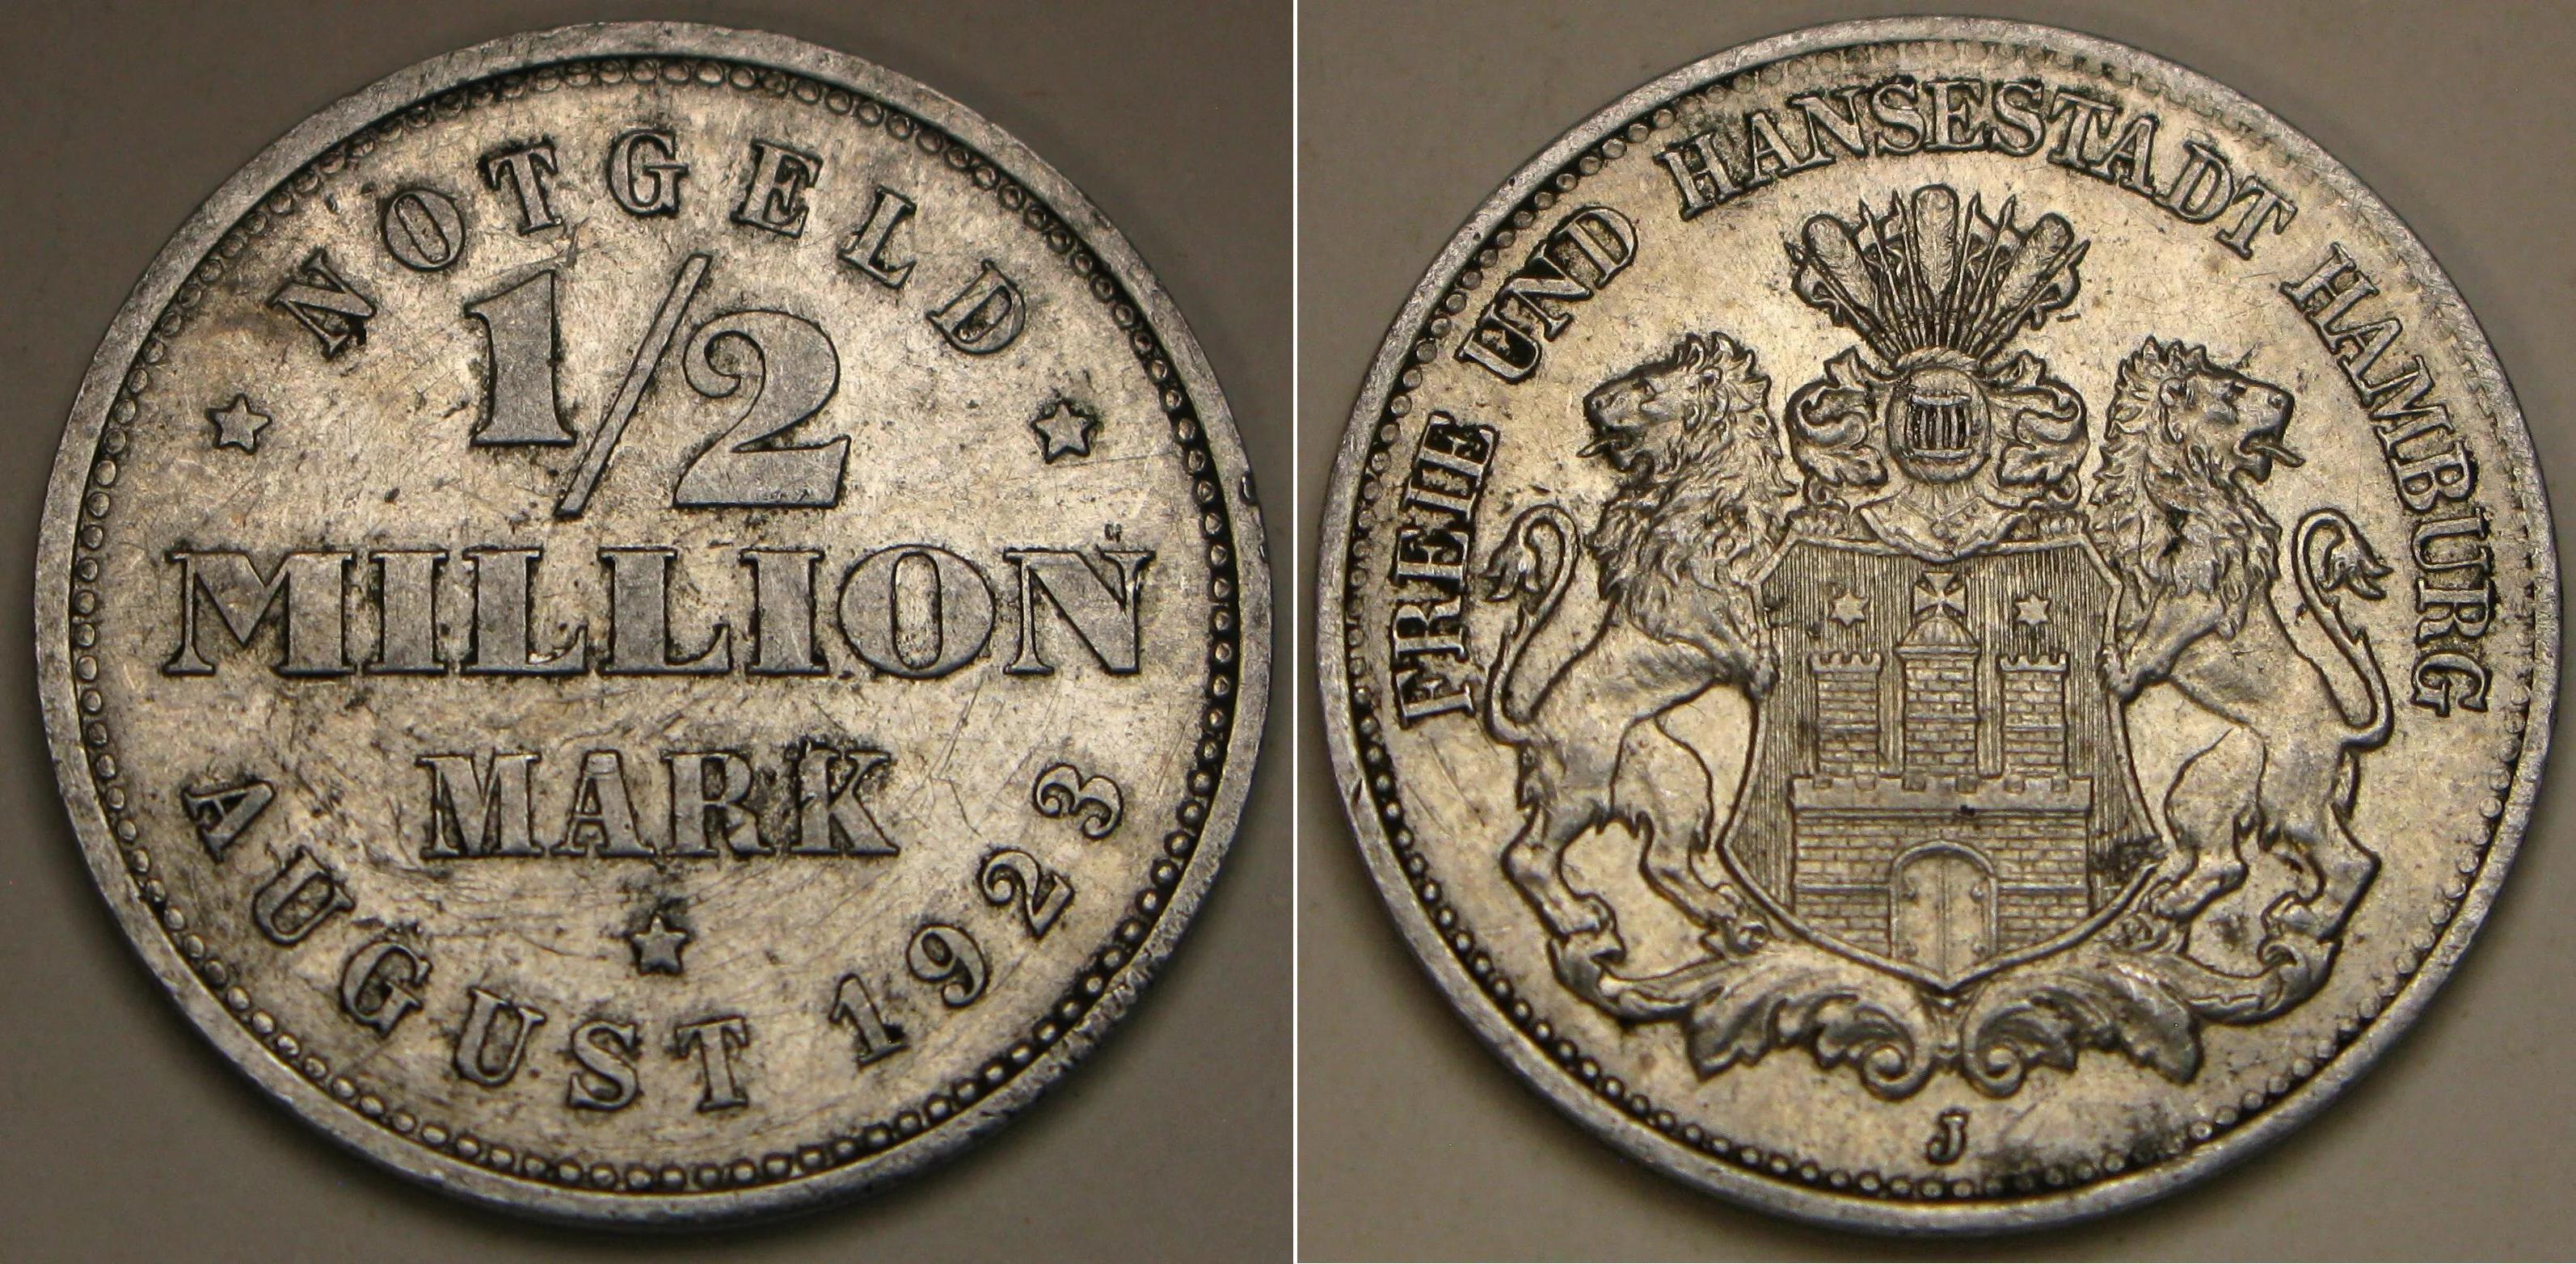 NOTGELD
1/2
MILLION
MARK
AUGUST 1923
FREIE UND HANSESTADT HAMBURG
J